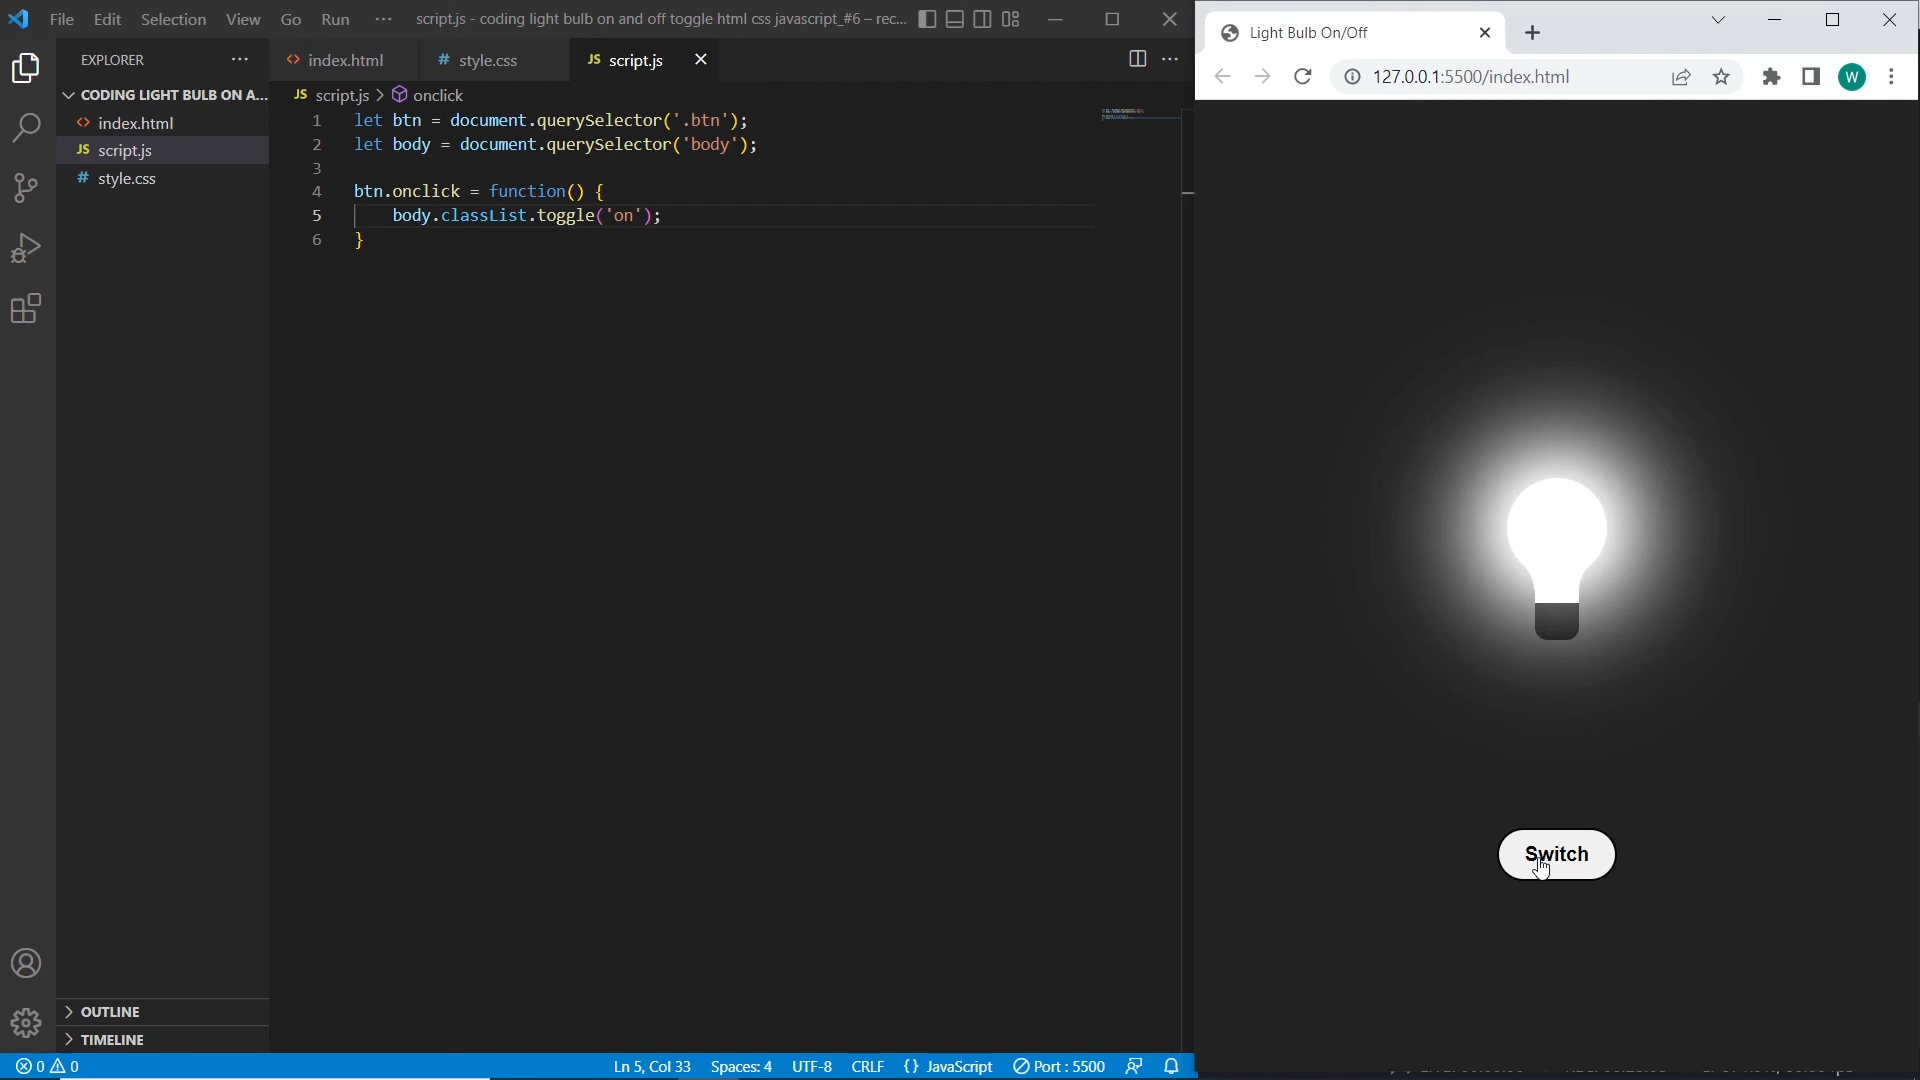 File Edit Selection View Go Run ··· script.js - coding light bulb on and off toggle html css javascript_#6 – rec...
EXPLORER ···
CODING LIGHT BULB ON A...
<> index.html
JS script.js
# style.css
OUTLINE
TIMELINE
<> index.html # style.css JS script.js
JS script.js > onclick
1 let btn = document.querySelector('.btn');
2 let body = document.querySelector('body');
3
4 btn.onclick = function() {
5 body.classList.toggle('on');
6 }
0 0 Ln 5, Col 33 Spaces: 4 UTF-8 CRLF {} JavaScript Port : 5500
Light Bulb On/Off
127.0.0.1:5500/index.html
W
Switch